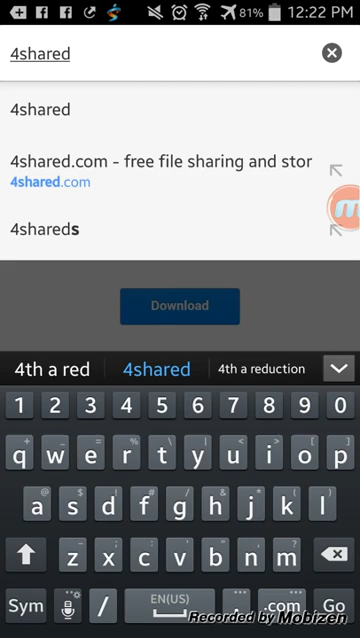 81% 12:22 PM
4shared
4shared
4shared.com - free file sharing and stor
4shared.com
4shareds
Download
4th a red 4shared 4th a reduction
1 2 3 4 5 6 7 8 9 0
q w e r t y u i o p
a s d f g h j k l
z x c v b n m
Sym / EN(US) .com Go
Recorded by Mobizen